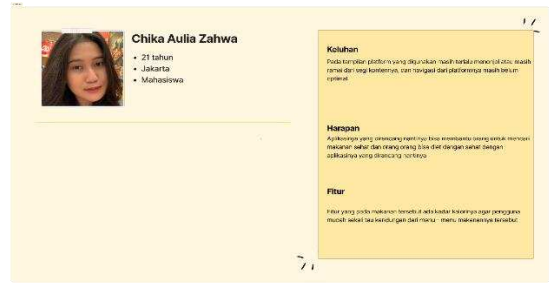 Chika Aulia Zahwa
• 21 tahun
• Jakarta
• Mahasiswa
Keluhan
Pada tampilan platform yang digunakan masih terlalu menonjol atau masih
ramai dari segi kontennya, dan navigasi dari platformnya masih belum
optimal
Harapan
Aplikasinya yang dirancang nantinya bisa membantu orang untuk mencari
makanan sehat dan orang orang bisa diet dengan sehat dengan
aplikasinya yang dirancang nantinya
Fitur
Fitur yang pada makanan tersebut ada kadar kalorinya agar pengguna
mudah sekali tau kandungan dari menu - menu makanannya tersebut